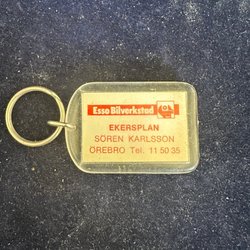 Esso Bilverkstad
EKERSPLAN
SÖREN KARLSSON
ÖREBRO Tel. 11 50 35